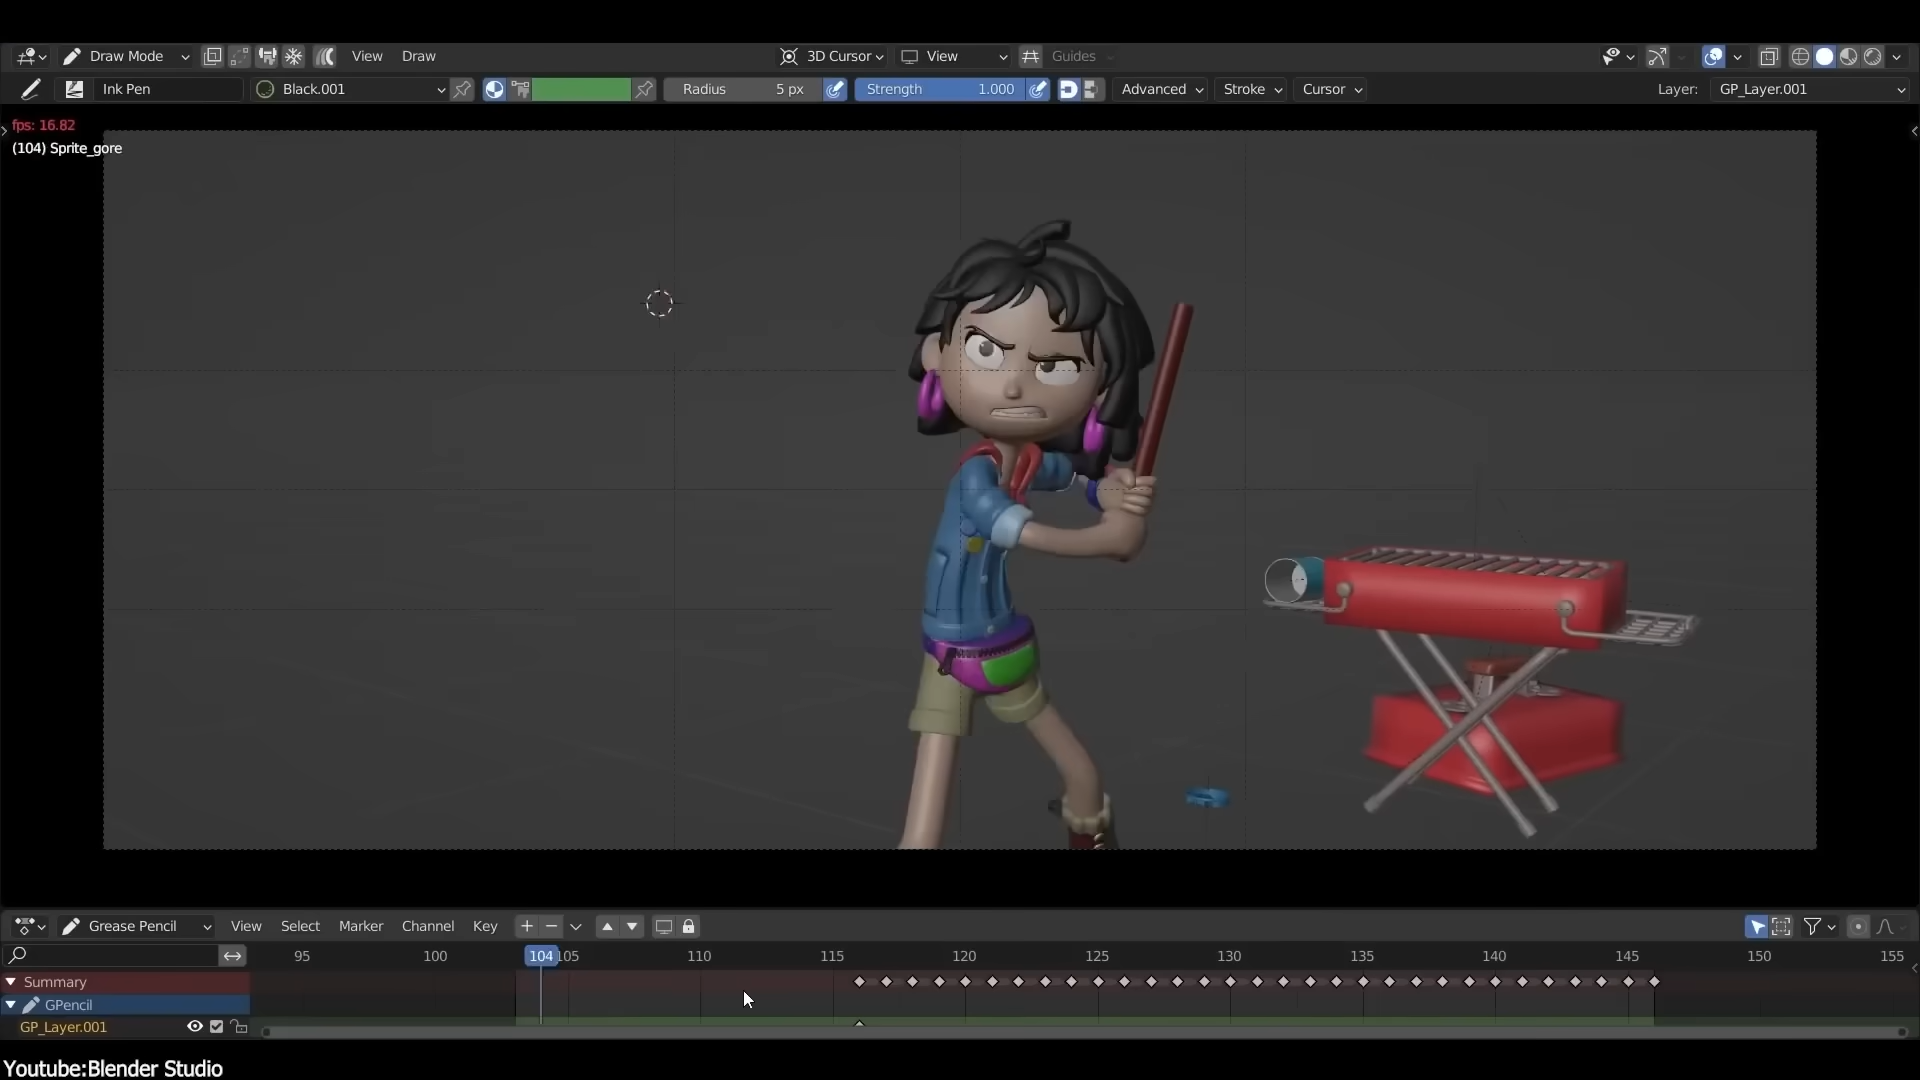 Draw Mode View Draw 3D Cursor View Guides
Ink Pen Black.001 Radius 5 px Strength 1.000 Advanced Stroke Cursor Layer: GP_Layer.001
fps: 16.82
(104) Sprite_gore
Grease Pencil View Select Marker Channel Key
95 100 104 105 110 115 120 125 130 135 140 145 150 155
Summary
GPencil
GP_Layer.001
Youtube:Blender Studio